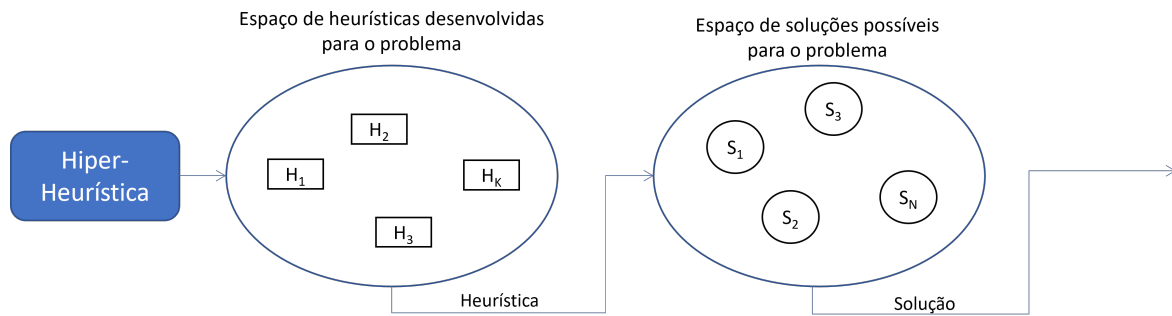 Espaço de heurísticas desenvolvidas
para o problema
Espaço de soluções possíveis
para o problema
Hiper-
Heurística
H₁
H₂
H₃
Hₖ
S₁
S₂
S₃
S_N
Heurística
Solução